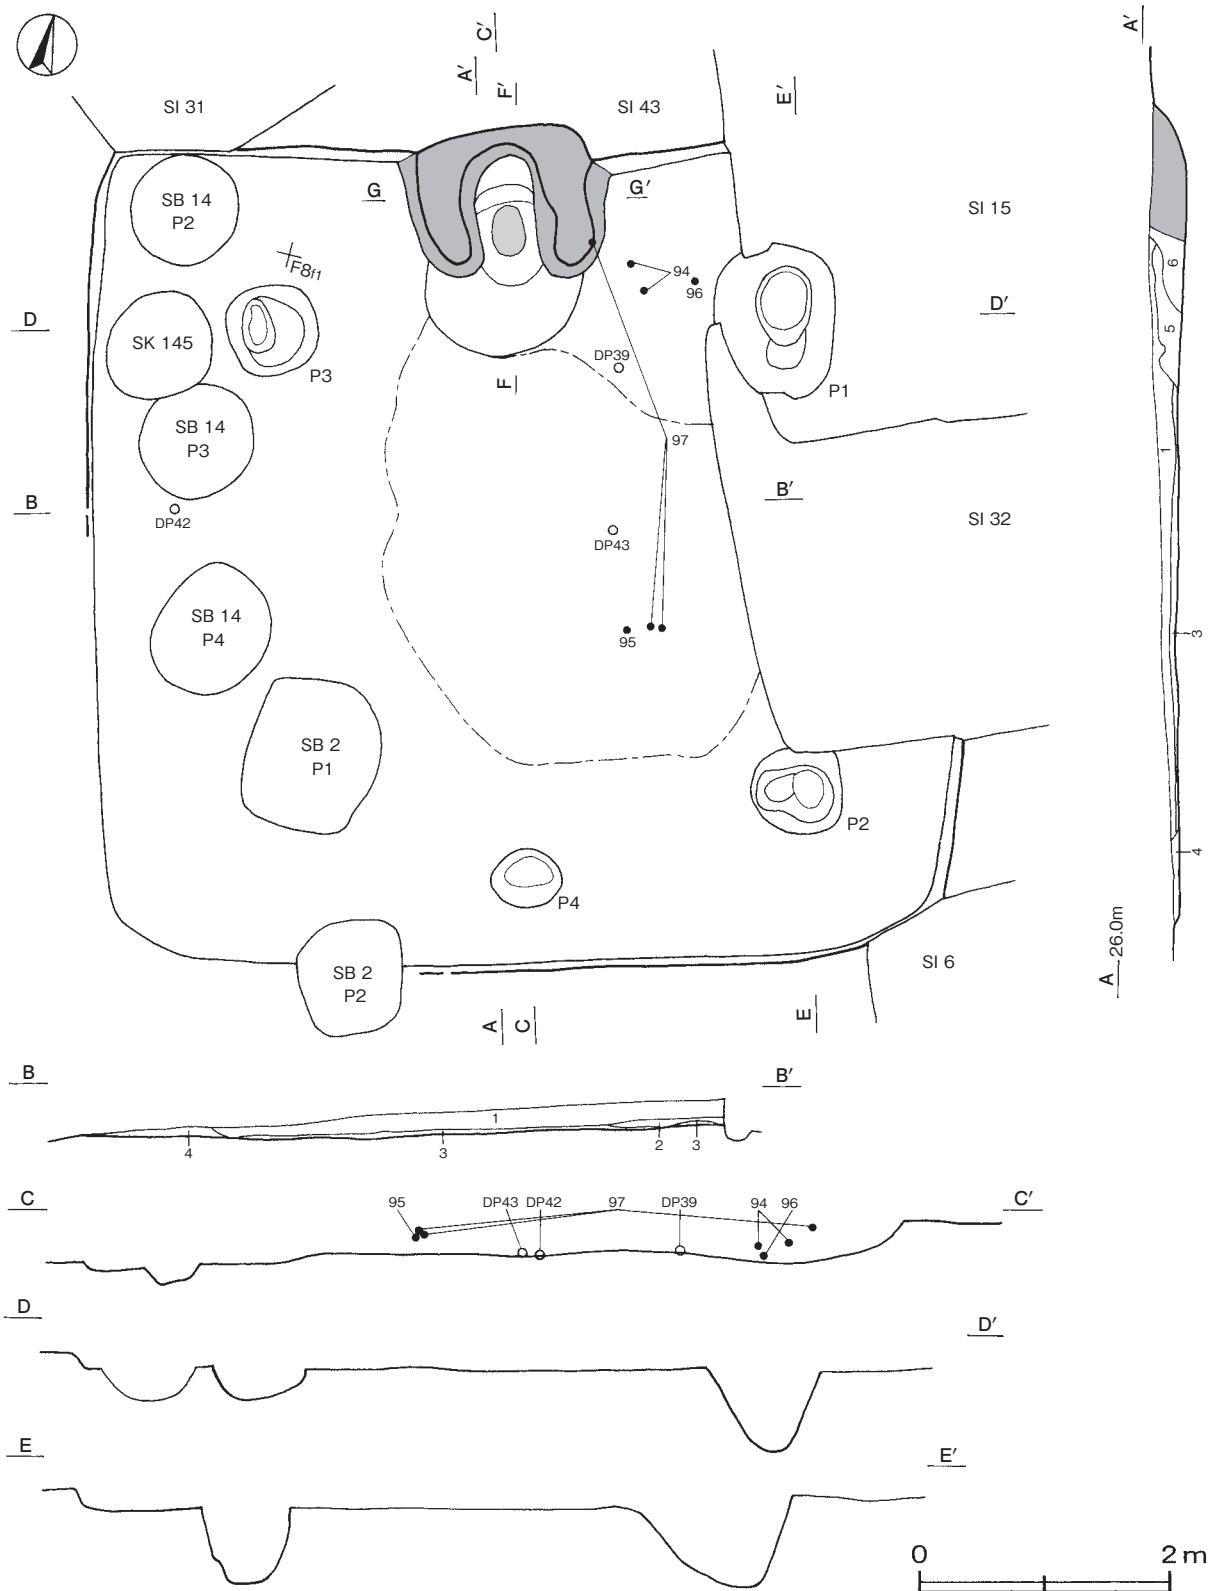 C′
A′
F′
E′
A′
SI 31
SI 43
SI 15
G
G′
SB 14
P2
F8f1
94
96
6
5
D
D′
SK 145
P3
DP39
P1
F
SB 14
P3
97
1
B
B′
DP42
DP43
SI 32
SB 14
P4
95
3
SB 2
P1
P2
4
P4
SB 2
P2
SI 6
A 26.0m
A
C
E
B
B′
1
4
3
2
3
C
95
DP43
DP42
97
DP39
94
96
C′
D
D′
E
E′
0
2 m